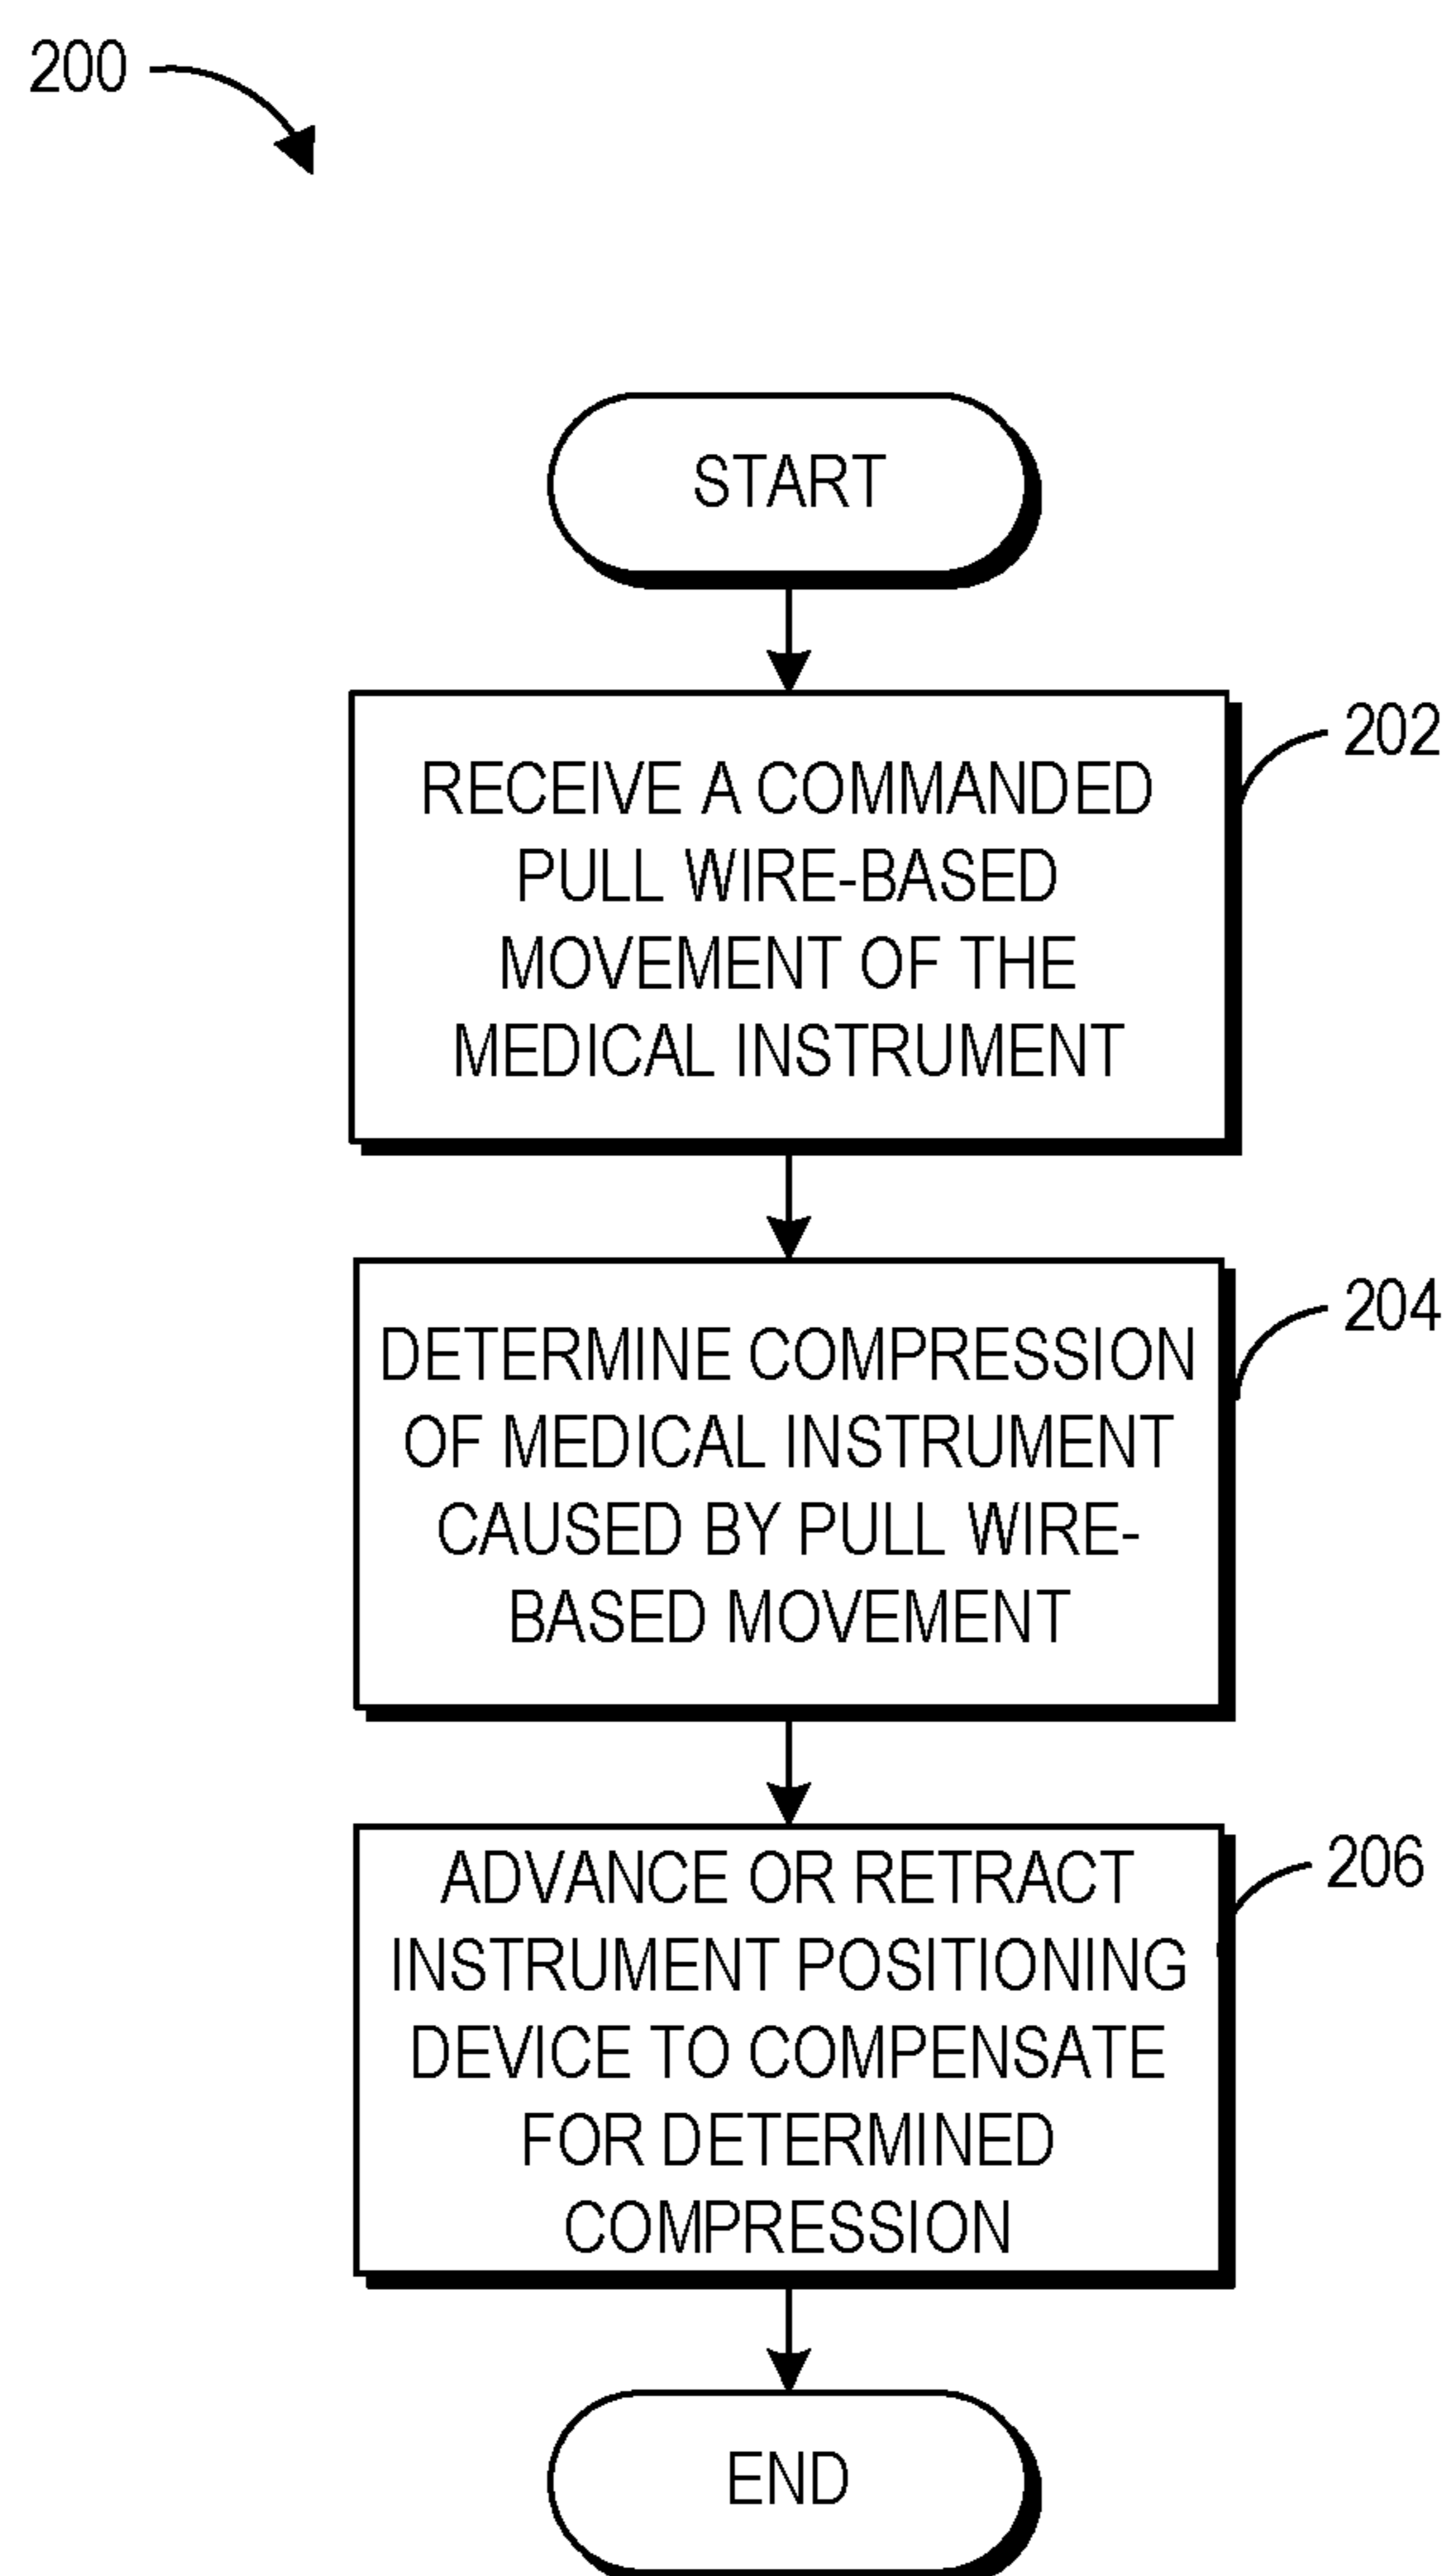 200
START
RECEIVE A COMMANDED
PULL WIRE-BASED
MOVEMENT OF THE
MEDICAL INSTRUMENT
202
DETERMINE COMPRESSION
OF MEDICAL INSTRUMENT
CAUSED BY PULL WIRE-
BASED MOVEMENT
204
ADVANCE OR RETRACT
INSTRUMENT POSITIONING
DEVICE TO COMPENSATE
FOR DETERMINED
COMPRESSION
206
END